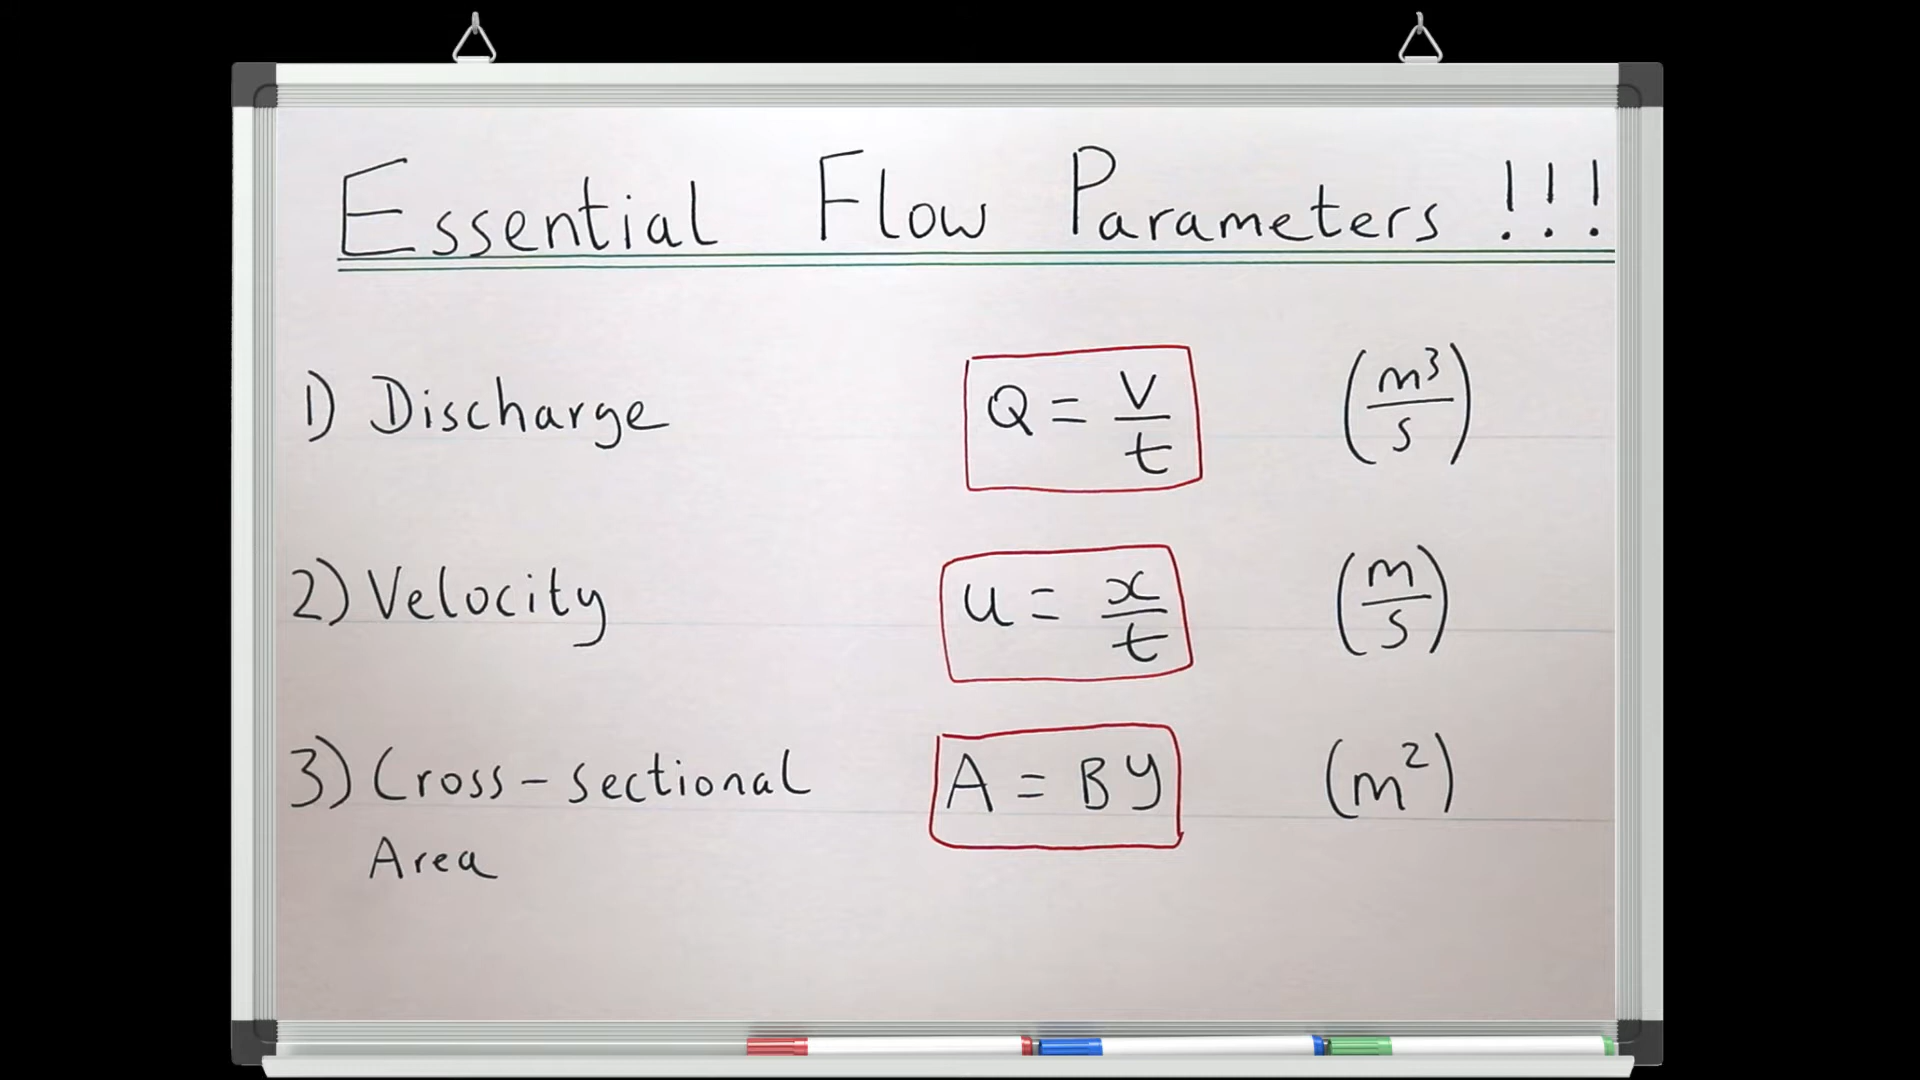 Essential Flow Parameters !!!
1) Discharge Q = V/t (m³/s)
2) Velocity u = x/t (m/s)
3) Cross-sectional A = By (m²)
Area